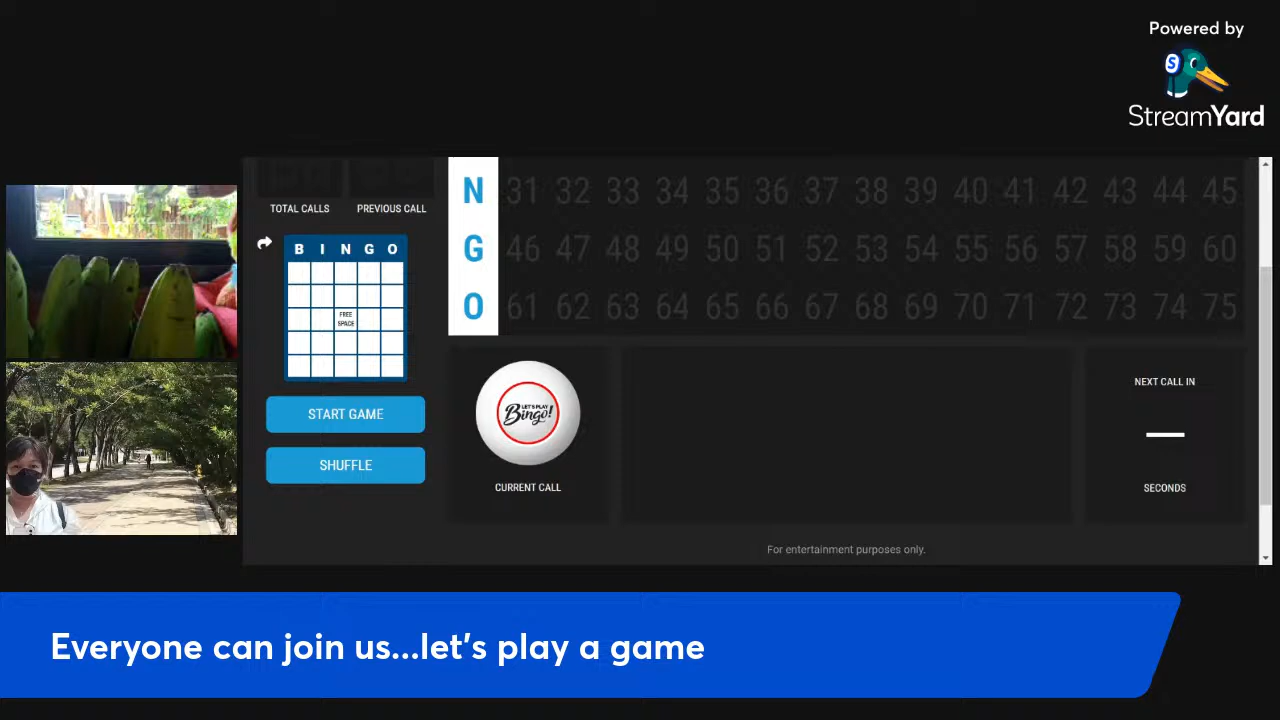 Powered by
StreamYard
TOTAL CALLS
PREVIOUS CALL
B I N G O
FREE
SPACE
START GAME
SHUFFLE
N 31 32 33 34 35 36 37 38 39 40 41 42 43 44 45
G 46 47 48 49 50 51 52 53 54 55 56 57 58 59 60
O 61 62 63 64 65 66 67 68 69 70 71 72 73 74 75
LET'S PLAY
Bingo!
CURRENT CALL
NEXT CALL IN
SECONDS
For entertainment purposes only.
Everyone can join us...let's play a game